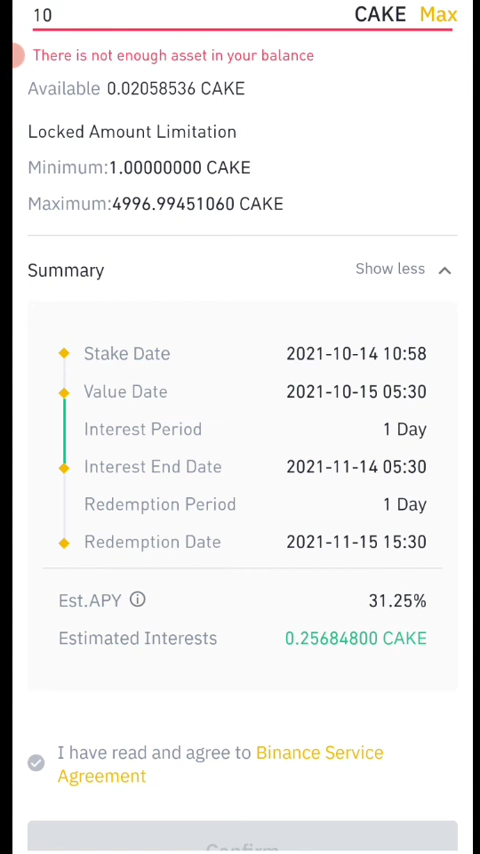 10 CAKE Max
There is not enough asset in your balance
Available 0.02058536 CAKE
Locked Amount Limitation
Minimum:1.00000000 CAKE
Maximum:4996.99451060 CAKE
Summary Show less
Stake Date 2021-10-14 10:58
Value Date 2021-10-15 05:30
Interest Period 1 Day
Interest End Date 2021-11-14 05:30
Redemption Period 1 Day
Redemption Date 2021-11-15 15:30
Est.APY 31.25%
Estimated Interests 0.25684800 CAKE
I have read and agree to Binance Service
Agreement
Confirm